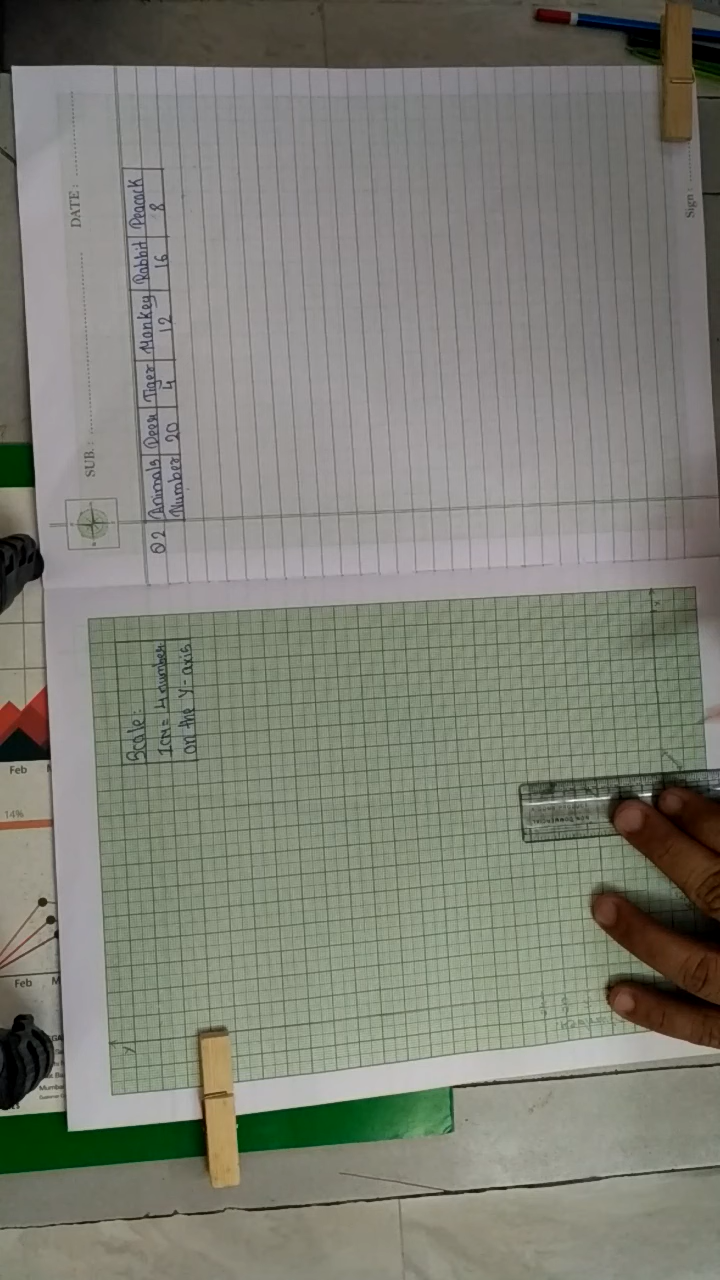 SUB. : DATE :
Q2 Animals Deer Tiger Monkey Rabbit Peacock
Number 20 4 12 16 8
Sign :
Scale:
1cm = 4 number
on the Y-axis
Y
X
Feb
14%
Feb